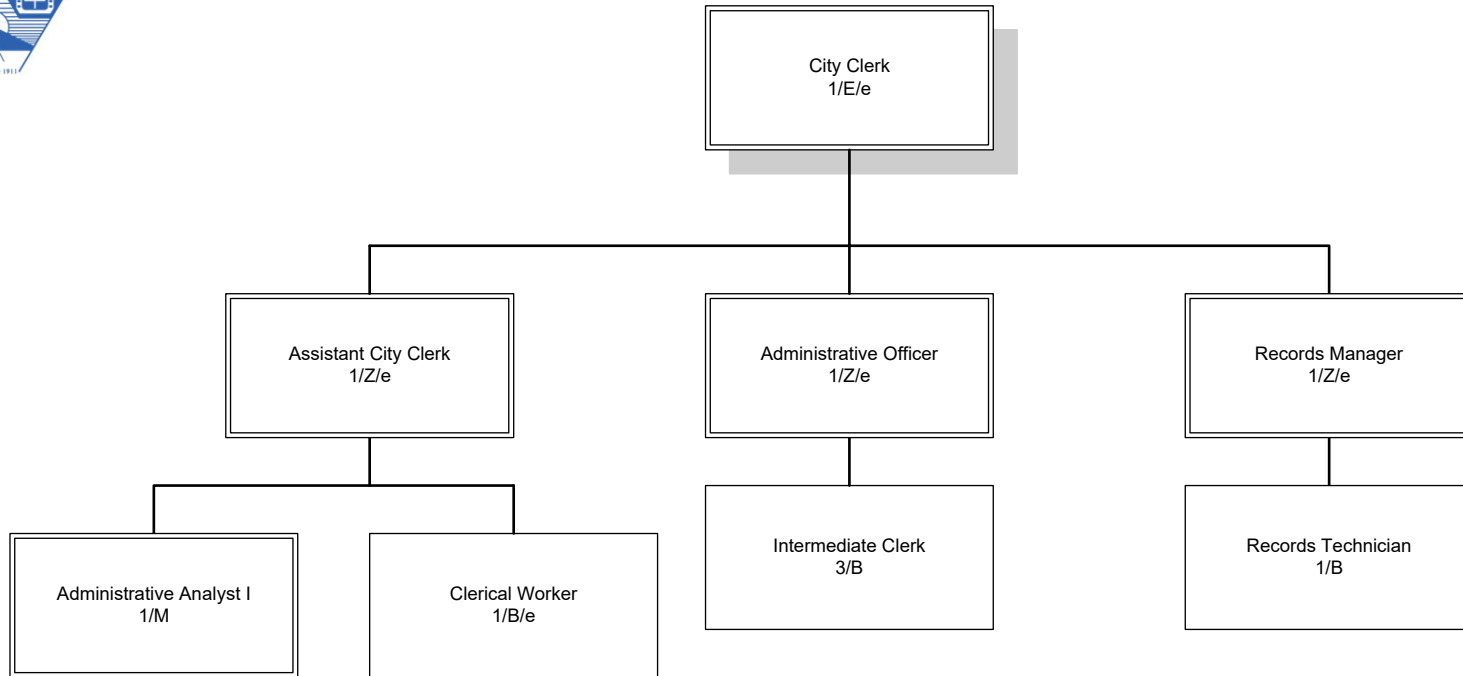 1911
City Clerk
1/E/e
Assistant City Clerk
1/Z/e
Administrative Officer
1/Z/e
Records Manager
1/Z/e
Administrative Analyst I
1/M
Clerical Worker
1/B/e
Intermediate Clerk
3/B
Records Technician
1/B